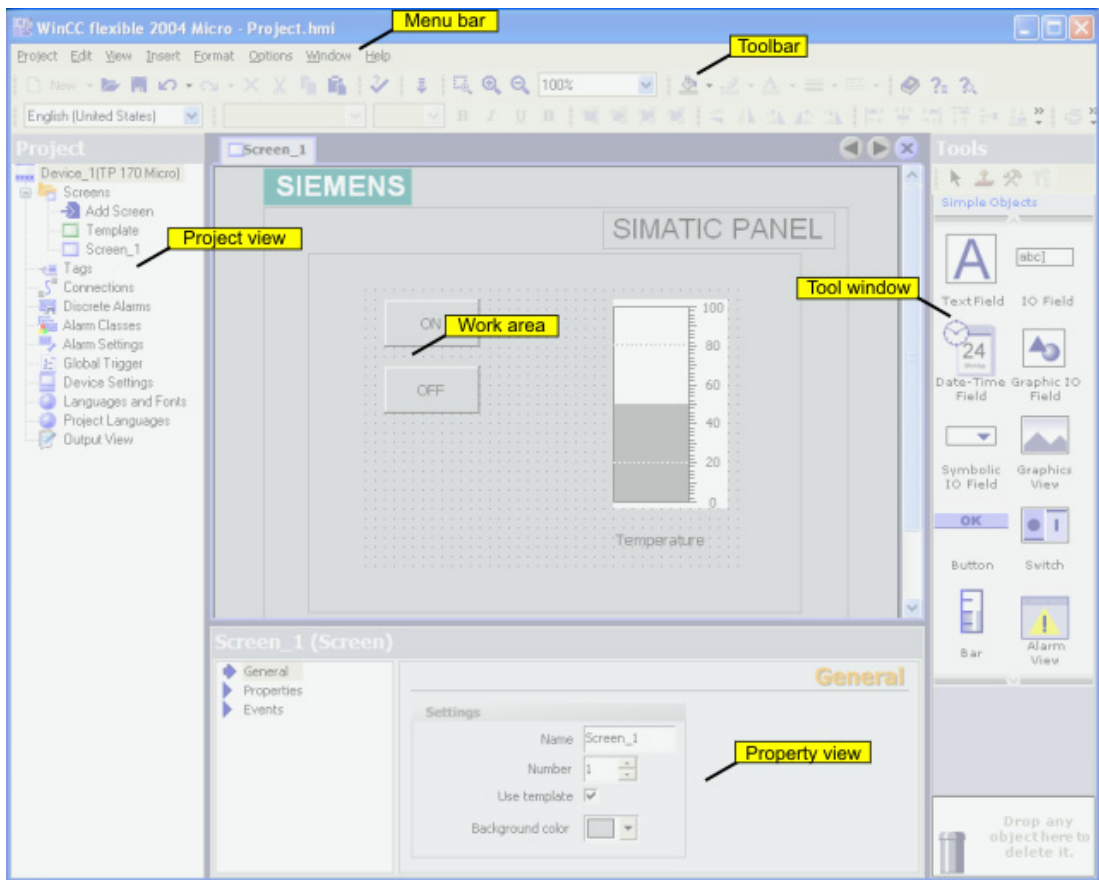 WinCC flexible 2004 Micro - Project.hmi
Menu bar
Project Edit View Insert Format Options Window Help
Toolbar
New
100%
English (United States)
B I U
Project
Screen_1
Tools
Device_1(TP 170 Micro)
Screens
Add Screen
Template
Screen_1
Tags
Connections
Discrete Alarms
Alarm Classes
Alarm Settings
Global Trigger
Device Settings
Languages and Fonts
Project Languages
Output View
Project view
SIEMENS
SIMATIC PANEL
ON
Work area
OFF
100
80
60
40
20
0
Temperature
Simple Objects
Tool window
A
abc]
TextField IO Field
24
Date-Time Field
Graphic IO Field
Symbolic IO Field
Graphics View
OK
Button Switch
Bar
Alarm View
Screen_1 (Screen)
General
Properties
Events
General
Settings
Name Screen_1
Number 1
Use template
Background color
Property view
Drop any
object here to
delete it.